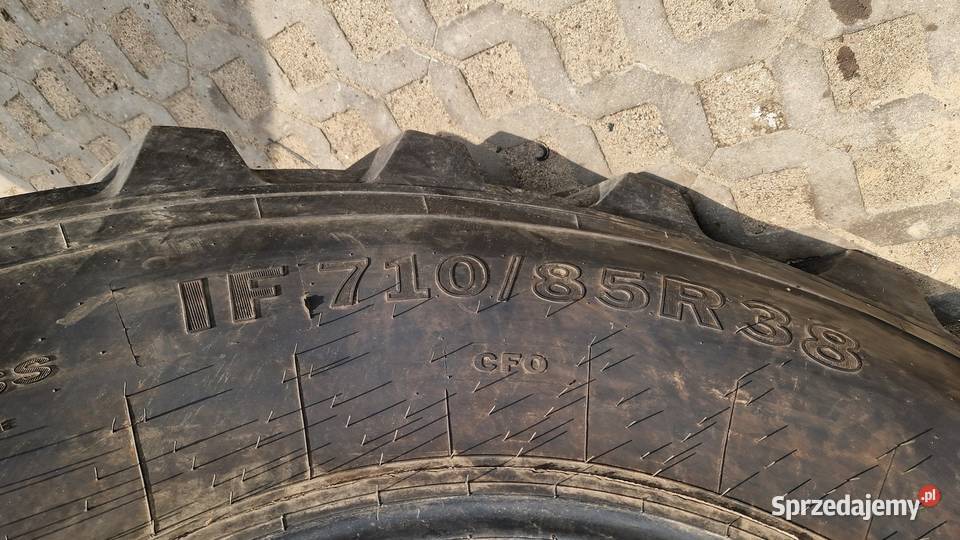 IF 710/85R38
CFO
Sprzedajemy.pl